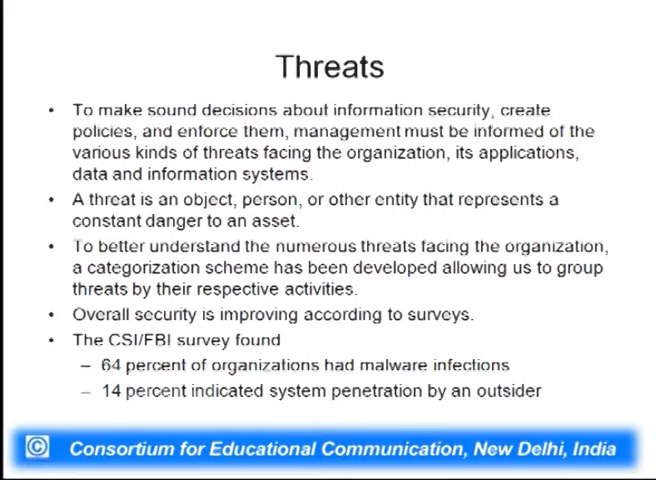 Threats
• To make sound decisions about information security, create
policies, and enforce them, management must be informed of the
various kinds of threats facing the organization, its applications,
data and information systems.
• A threat is an object, person, or other entity that represents a
constant danger to an asset.
• To better understand the numerous threats facing the organization,
a categorization scheme has been developed allowing us to group
threats by their respective activities.
• Overall security is improving according to surveys.
• The CSI/FBI survey found
– 64 percent of organizations had malware infections
– 14 percent indicated system penetration by an outsider
© Consortium for Educational Communication, New Delhi, India